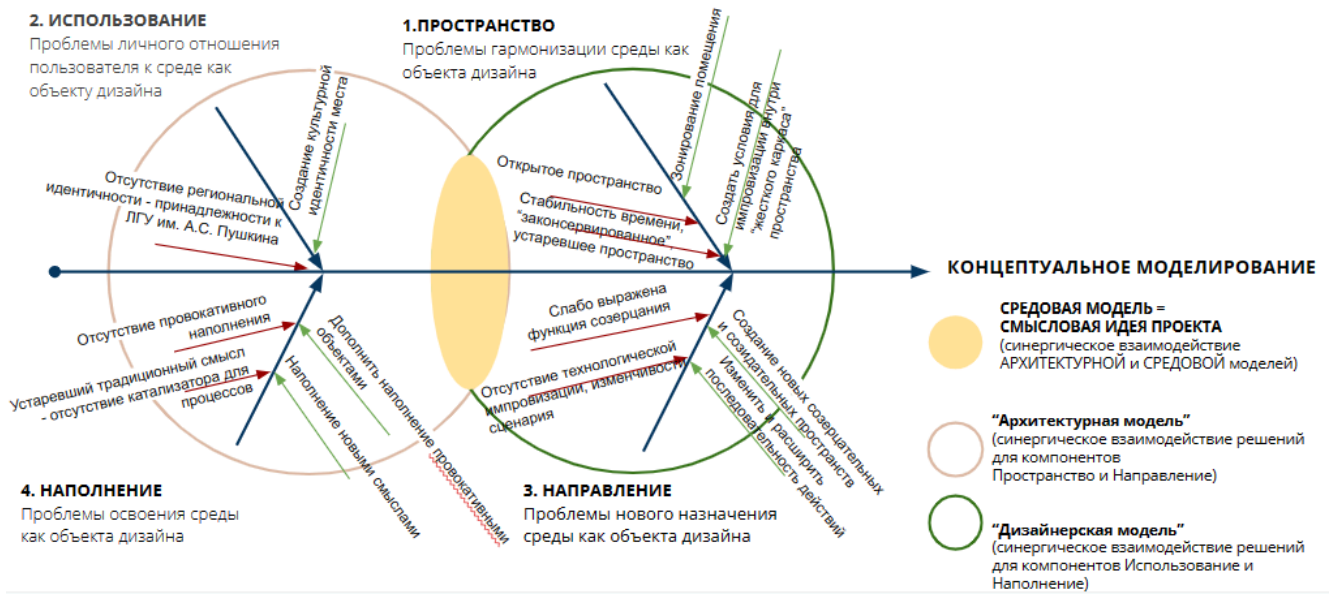 2. ИСПОЛЬЗОВАНИЕ
Проблемы личного отношения
пользователя к среде как
объекту дизайна
1.ПРОСТРАНСТВО
Проблемы гармонизации среды как
объекта дизайна
Создание культурной
идентичности места
Отсутствие региональной
идентичности - принадлежности к
ЛГУ им. А.С. Пушкина
Зонирование помещения
Создать условия для
импровизации внутри
“жесткого каркаса”
пространства
Открытое пространство
Стабильность времени,
“законсервированное”,
устаревшее пространство
КОНЦЕПТУАЛЬНОЕ МОДЕЛИРОВАНИЕ
Отсутствие провокативного
наполнения
Устаревший традиционный смысл
- отсутствие катализатора для
процессов
Дополнить наполнение провокативными
объектами
Наполнение новыми смыслами
Слабо выражена
функция созерцания
Отсутствие технологической
импровизации, изменчивости
сценария
Создание новых созерцательных
и созидательных пространств
Изменить и расширить
последовательность действий
4. НАПОЛНЕНИЕ
Проблемы освоения среды
как объекта дизайна
3. НАПРАВЛЕНИЕ
Проблемы нового назначения
среды как объекта дизайна
СРЕДОВАЯ МОДЕЛЬ =
СМЫСЛОВАЯ ИДЕЯ ПРОЕКТА
(синергическое взаимодействие
АРХИТЕКТУРНОЙ и СРЕДОВОЙ моделей)
“Архитектурная модель”
(синергическое взаимодействие решений
для компонентов
Пространство и Направление)
“Дизайнерская модель”
(синергическое взаимодействие решений
для компонентов Использование и
Наполнение)